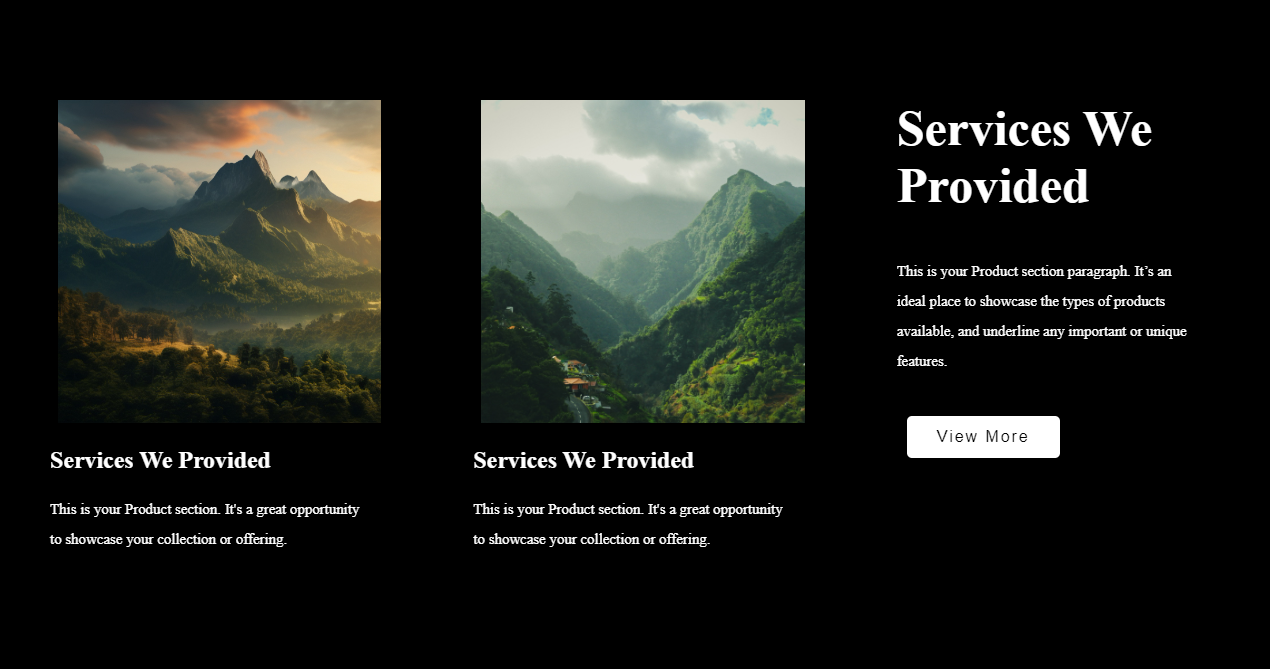 Services We Provided
This is your Product section. It's a great opportunity
to showcase your collection or offering.
Services We Provided
This is your Product section. It's a great opportunity
to showcase your collection or offering.
Services We
Provided
This is your Product section paragraph. It’s an
ideal place to showcase the types of products
available, and underline any important or unique
features.
View More